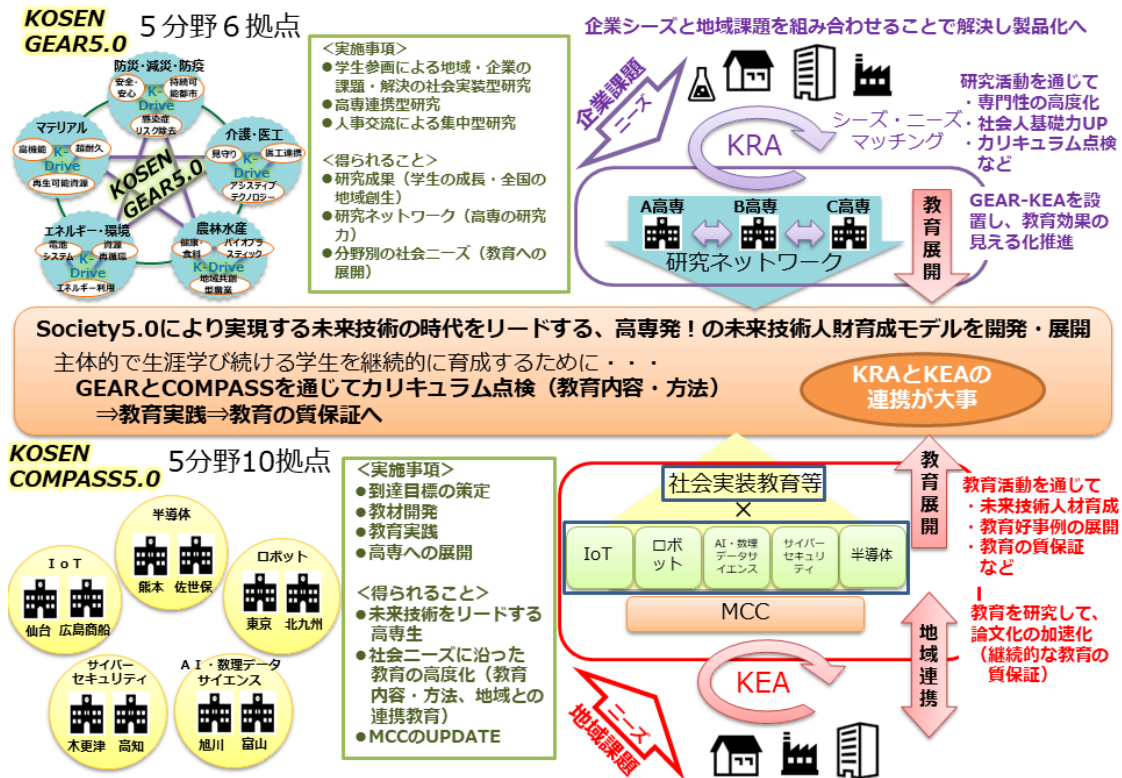 KOSEN
GEAR5.0
5分野6拠点
防災・減災・防疫
安全・
安心
持続可
能都市
K-
Drive
感染症
リスク除去
マテリアル
高機能
超耐久
K-
Drive
再生可能資源
介護・医工
見守り
医工連携
K-
Drive
アシスティブ
テクノロジー
KOSEN
GEAR5.0
エネルギー・環境
電池
システム
資源
再循環
K-
Drive
エネルギー利用
農林水産
健康・
食料
バイオプラ
スティック
K-Drive
地域共創
型農業
<実施事項>
●学生参画による地域・企業の
課題・解決の社会実装型研究
●高専連携型研究
●人事交流による集中型研究
<得られること>
●研究成果（学生の成長・全国の
地域創生）
●研究ネットワーク（高専の研究
力）
●分野別の社会ニーズ（教育への
展開）
企業シーズと地域課題を組み合わせることで解決し製品化へ
企業課題
ニーズ
KRA
シーズ・ニーズ
マッチング
研究活動を通じて
・専門性の高度化
・社会人基礎力UP
・カリキュラム点検
など
A高専
B高専
C高専
研究ネットワーク
教育展開
GEAR-KEAを設
置し、教育効果の
見える化推進
Society5.0により実現する未来技術の時代をリードする、高専発！の未来技術人財育成モデルを開発・展開
主体的で生涯学び続ける学生を継続的に育成するために・・・
GEARとCOMPASSを通じてカリキュラム点検（教育内容・方法）
⇒教育実践⇒教育の質保証へ
KRAとKEAの
連携が大事
KOSEN
COMPASS5.0
5分野10拠点
半導体
熊本
佐世保
IoT
仙台
広島商船
ロボット
東京
北九州
サイバー
セキュリティ
木更津
高知
AI・数理データ
サイエンス
旭川
富山
<実施事項>
●到達目標の策定
●教材開発
●教育実践
●高専への展開
<得られること>
●未来技術をリードする
高専生
●社会ニーズに沿った
教育の高度化（教育
内容・方法、地域との
連携教育）
●MCCのUPDATE
社会実装教育等
×
IoT
ロボ
ット
AI・数理
データサ
イエンス
サイバー
セキュリ
ティ
半導体
MCC
KEA
ニーズ
地域課題
教育展開
地域連携
教育活動を通じて
・未来技術人材育成
・教育好事例の展開
・教育の質保証
など
教育を研究して、
論文化の加速化
（継続的な教育の
質保証）